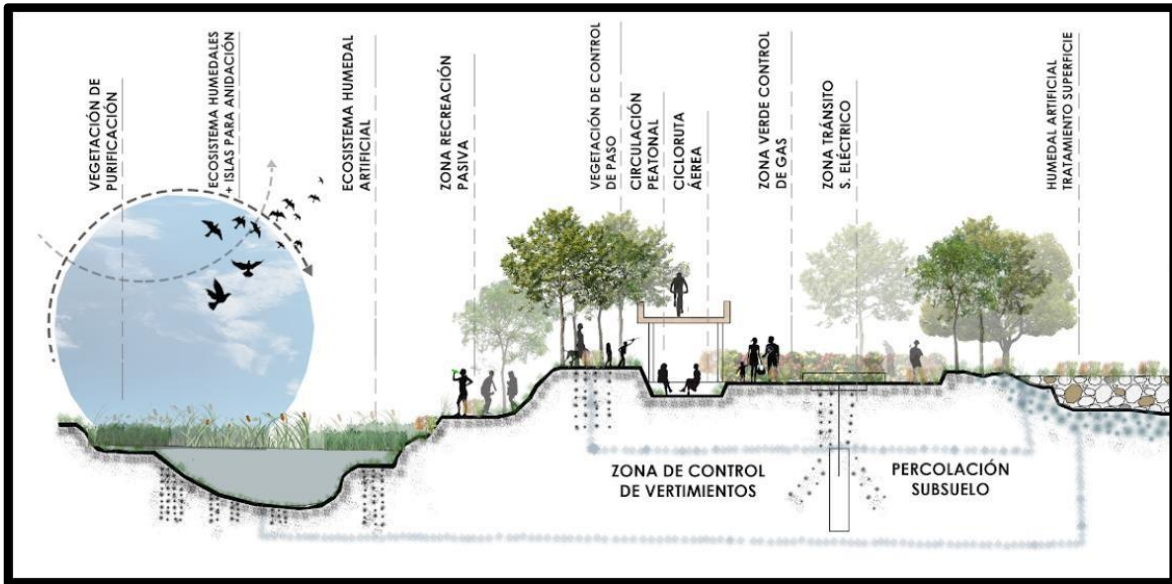 VEGETACIÓN DE
PURIFICACIÓN
ECOSISTEMA HUMEDALES
+ ISLAS PARA ANIDACIÓN
ECOSISTEMA HUMEDAL
ARTIFICIAL
ZONA RECREACIÓN
PASIVA
VEGETACIÓN DE CONTROL
DE PASO
CIRCULACIÓN
PEATONAL
CICLORUTA
ÁEREA
ZONA VERDE CONTROL
DE GAS
ZONA TRÁNSITO
S. ELÉCTRICO
HUMEDAL ARTIFICIAL
TRATAMIENTO SUPERFICIE
ZONA DE CONTROL
DE VERTIMIENTOS
PERCOLACIÓN
SUBSUELO